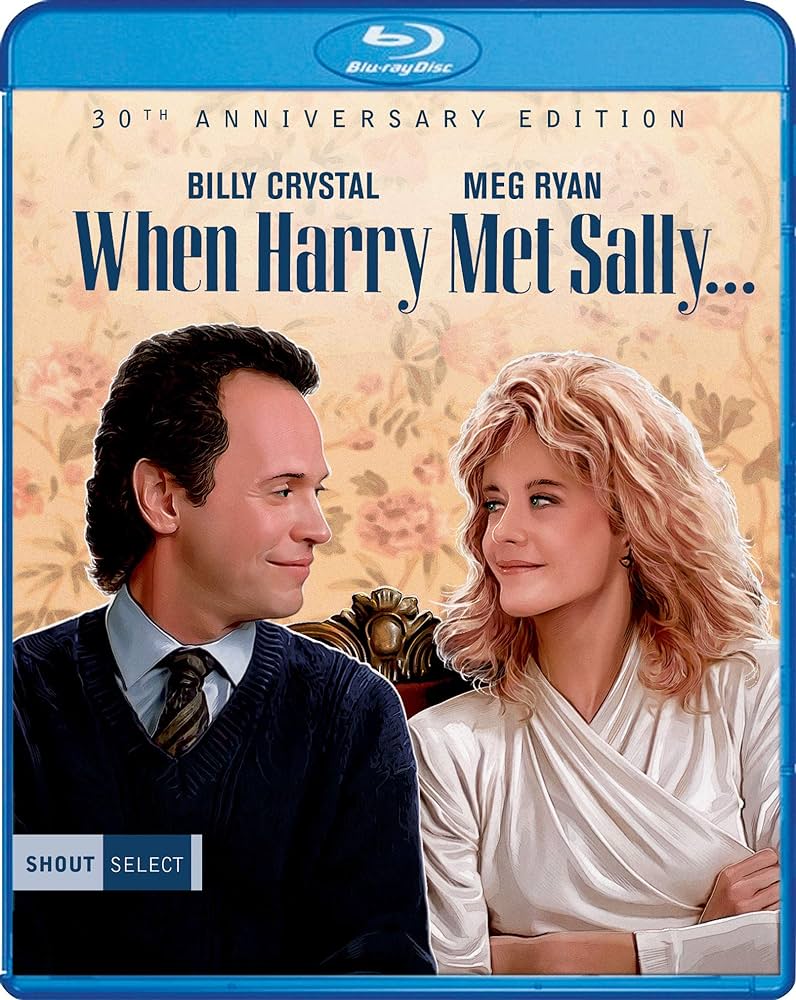 Blu-ray Disc
30TH ANNIVERSARY EDITION
BILLY CRYSTAL MEG RYAN
When Harry Met Sally...
SHOUT SELECT